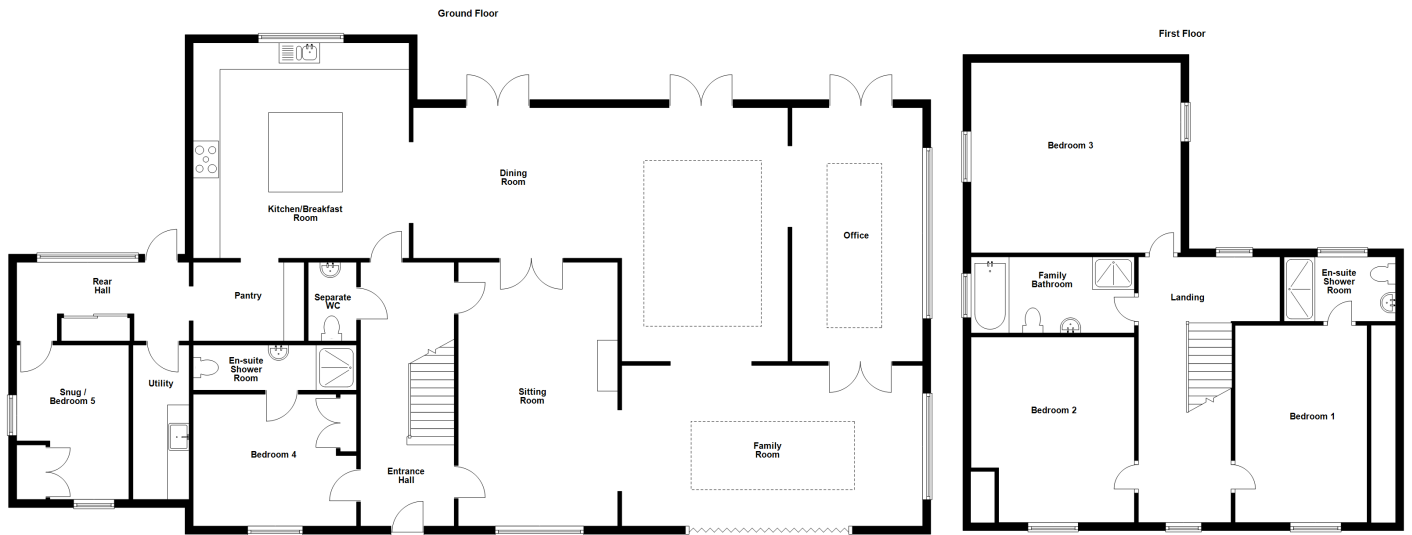 Ground Floor
First Floor
Bedroom 3
Dining
Room
Kitchen/Breakfast
Room
Office
Rear
Hall
Pantry
Separate
WC
Family
Bathroom
Landing
En-suite
Shower
Room
En-suite
Shower
Room
Utility
Snug /
Bedroom 5
Sitting
Room
Bedroom 2
Bedroom 1
Bedroom 4
Family
Room
Entrance
Hall